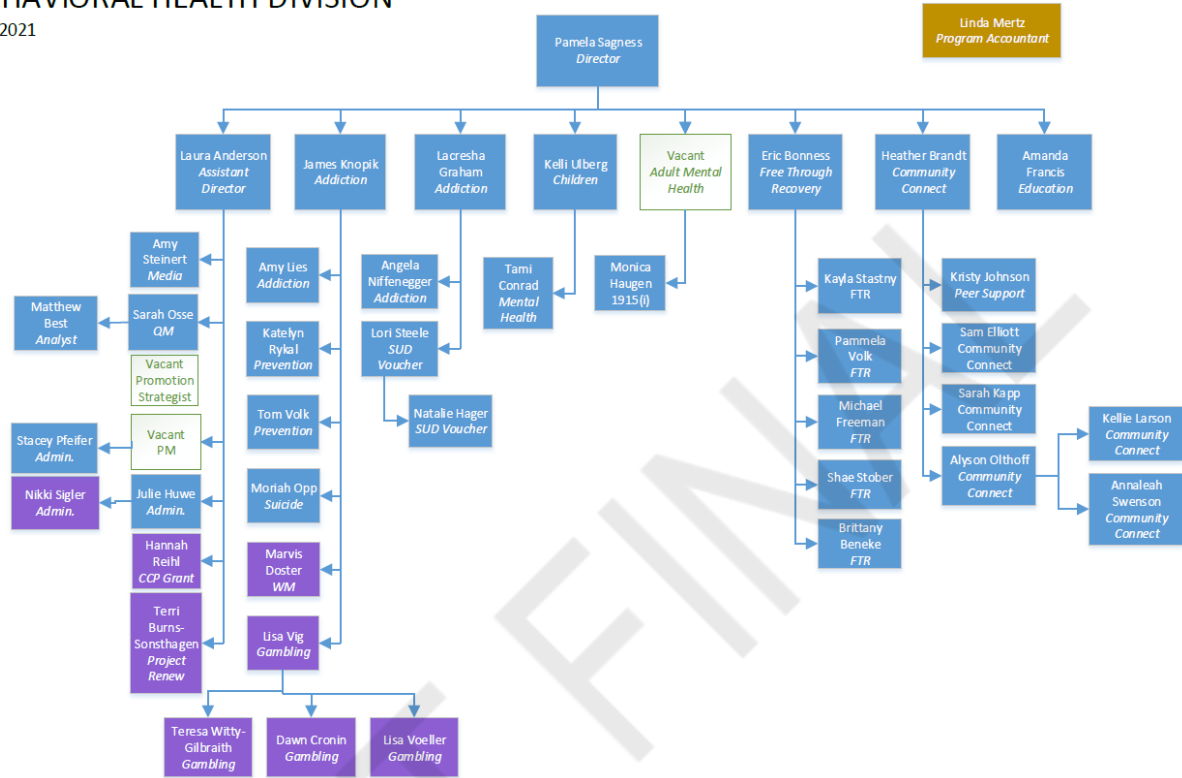 HAVIORAL HEALTH DIVISION
2021
Linda Mertz
Program Accountant
Pamela Sagness
Director
Laura Anderson
Assistant
Director
James Knopik
Addiction
Lacresha
Graham
Addiction
Kelli Ulberg
Children
Vacant
Adult Mental
Health
Eric Bonness
Free Through
Recovery
Heather Brandt
Community
Connect
Amanda
Francis
Education
Amy
Steinert
Media
Matthew
Best
Analyst
Sarah Osse
QM
Vacant
Promotion
Strategist
Stacey Pfeifer
Admin.
Vacant
PM
Nikki Sigler
Admin.
Julie Huwe
Admin.
Hannah
Reihl
CCP Grant
Terri
Burns-
Sonsthagen
Project
Renew
Amy Lies
Addiction
Katelyn
Rykal
Prevention
Tom Volk
Prevention
Moriah Opp
Suicide
Marvis
Doster
WM
Lisa Vig
Gambling
Teresa Witty-
Gilbraith
Gambling
Dawn Cronin
Gambling
Lisa Voeller
Gambling
Angela
Niffenegger
Addiction
Lori Steele
SUD
Voucher
Natalie Hager
SUD Voucher
Tami
Conrad
Mental
Health
Monica
Haugen
1915(i)
Kayla Stastny
FTR
Pammela
Volk
FTR
Michael
Freeman
FTR
Shae Stober
FTR
Brittany
Beneke
FTR
Kristy Johnson
Peer Support
Sam Elliott
Community
Connect
Sarah Kapp
Community
Connect
Alyson Olthoff
Community
Connect
Kellie Larson
Community
Connect
Annaleah
Swenson
Community
Connect
T FINAL